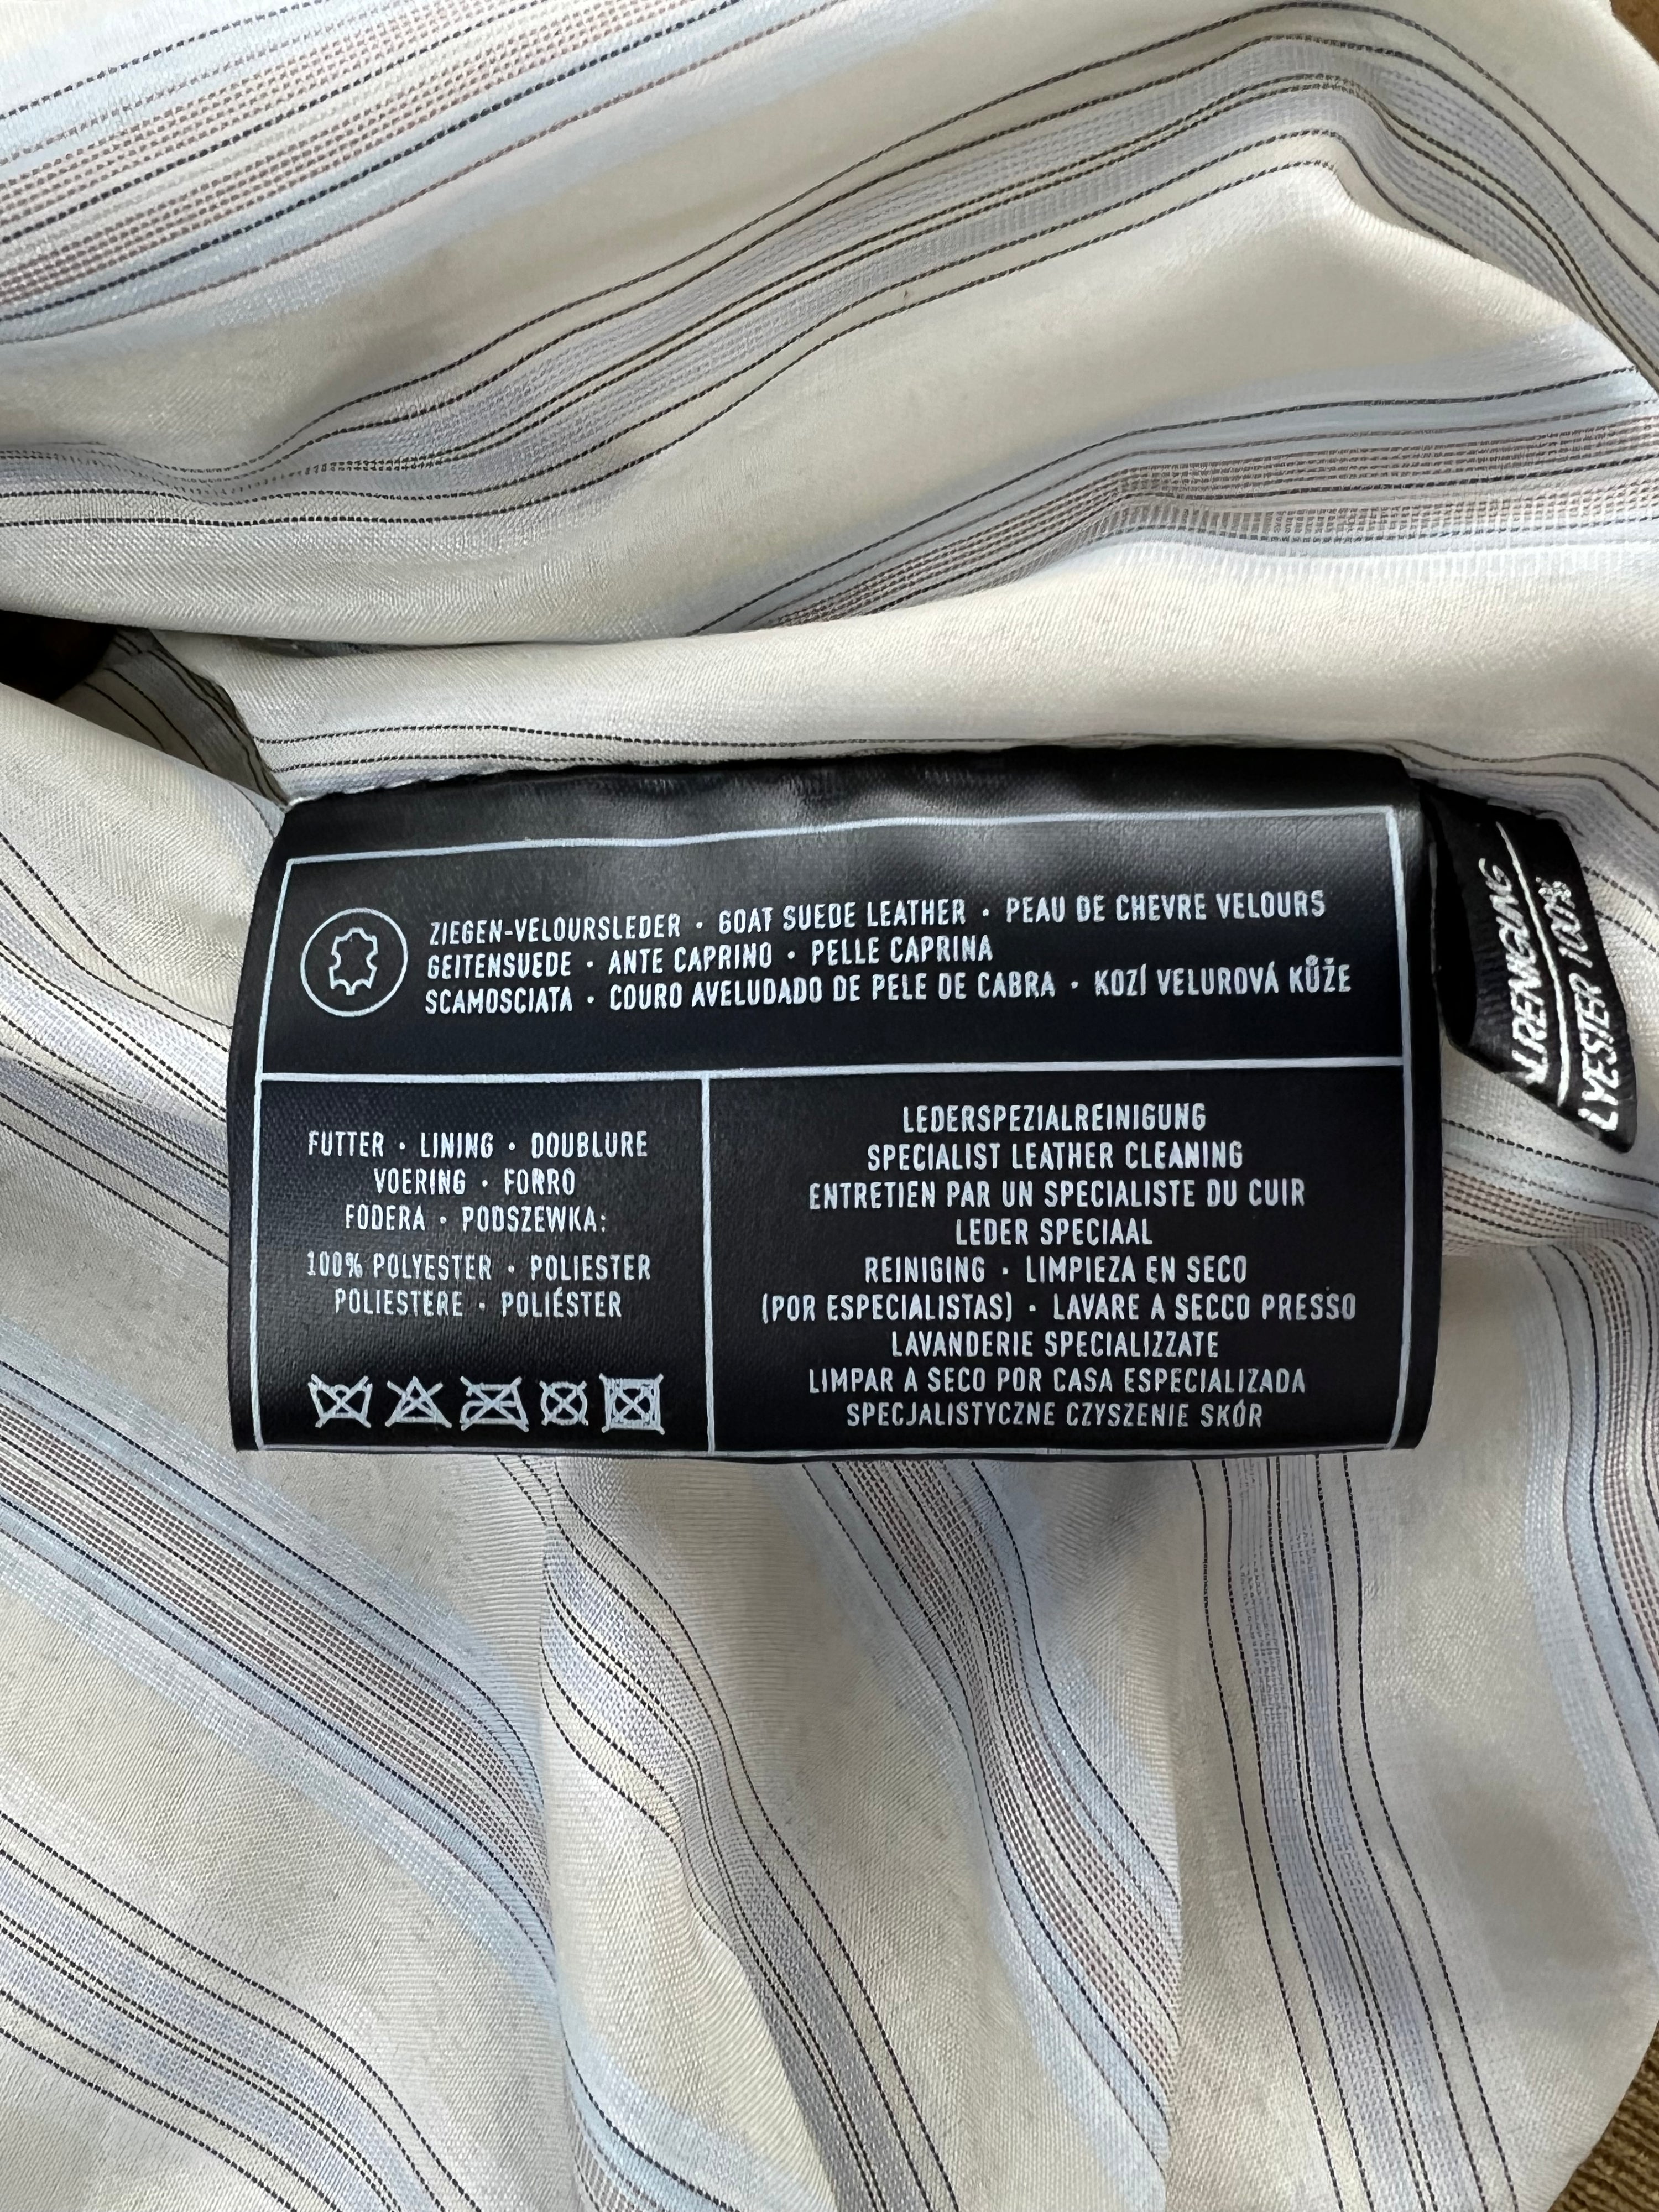 ZIEGEN-VELOURSLEDER · GOAT SUEDE LEATHER · PEAU DE CHEVRE VELOURS
GEITENSUEDE · ANTE CAPRINO · PELLE CAPRINA
SCAMOSCIATA · COURO AVELUDADO DE PELE DE CABRA · KOZÍ VELUROVÁ KŮŽE
FUTTER · LINING · DOUBLURE
VOERING · FORRO
FODERA · PODSZEWKA:
100% POLYESTER · POLIESTER
POLIESTERE · POLIÉSTER
LEDERSPEZIALREINIGUNG
SPECIALIST LEATHER CLEANING
ENTRETIEN PAR UN SPECIALISTE DU CUIR
LEDER SPECIAAL
REINIGING · LIMPIEZA EN SECO
(POR ESPECIALISTAS) · LAVARE A SECCO PRESSO
LAVANDERIE SPECIALIZZATE
LIMPAR A SECO POR CASA ESPECIALIZADA
SPECJALISTYCZNE CZYSZENIE SKÓR
LYESTER 100%